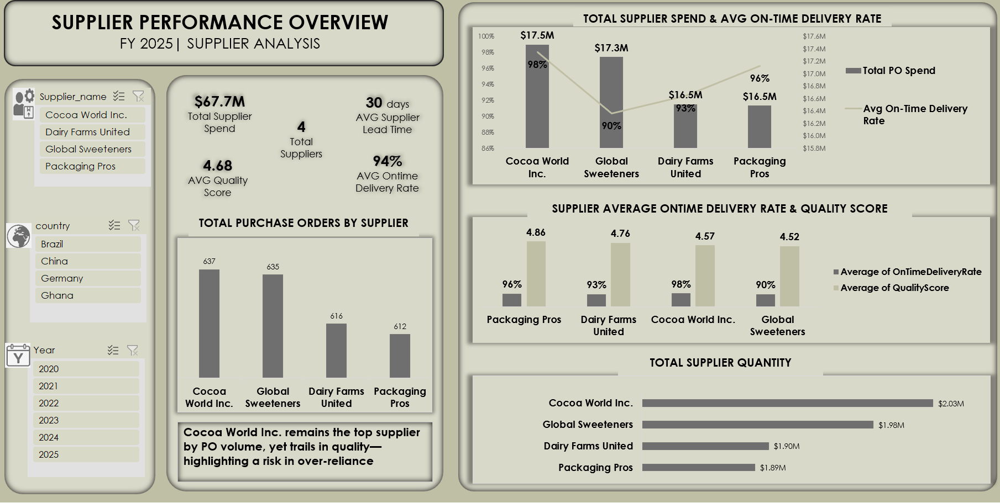 SUPPLIER PERFORMANCE OVERVIEW
FY 2025| SUPPLIER ANALYSIS
Supplier_name
Cocoa World Inc.
Dairy Farms United
Global Sweeteners
Packaging Pros
country
Brazil
China
Germany
Ghana
Y
Year
2020
2021
2022
2023
2024
2025
$67.7M
Total Supplier
Spend
4
Total
Suppliers
30 days
AVG Supplier
Lead Time
4.68
AVG Quality
Score
94%
AVG Ontime
Delivery Rate
TOTAL PURCHASE ORDERS BY SUPPLIER
637
635
616
612
Cocoa
World Inc.
Global
Sweeteners
Dairy Farms
United
Packaging
Pros
Cocoa World Inc. remains the top supplier
by PO volume, yet trails in quality—
highlighting a risk in over-reliance
TOTAL SUPPLIER SPEND & AVG ON-TIME DELIVERY RATE
100%
98%
96%
94%
92%
90%
88%
86%
$17.5M
98%
$17.3M
90%
$16.5M
93%
96%
$16.5M
$17.6M
$17.4M
$17.2M
$17.0M
$16.8M
$16.6M
$16.4M
$16.2M
$16.0M
$15.8M
Cocoa World
Inc.
Global
Sweeteners
Dairy Farms
United
Packaging
Pros
Total PO Spend
Avg On-Time Delivery
Rate
SUPPLIER AVERAGE ONTIME DELIVERY RATE & QUALITY SCORE
96%
4.86
93%
4.76
98%
4.57
90%
4.52
Packaging Pros
Dairy Farms
United
Cocoa World Inc.
Global
Sweeteners
Average of OnTimeDeliveryRate
Average of QualityScore
TOTAL SUPPLIER QUANTITY
Cocoa World Inc. $2.03M
Global Sweeteners $1.98M
Dairy Farms United $1.90M
Packaging Pros $1.89M